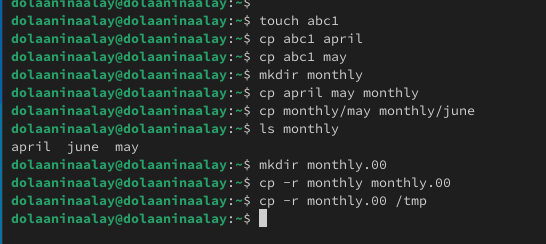 dolaaninaalay@dolaaninaalay:~$
dolaaninaalay@dolaaninaalay:~$ touch abc1
dolaaninaalay@dolaaninaalay:~$ cp abc1 april
dolaaninaalay@dolaaninaalay:~$ cp abc1 may
dolaaninaalay@dolaaninaalay:~$ mkdir monthly
dolaaninaalay@dolaaninaalay:~$ cp april may monthly
dolaaninaalay@dolaaninaalay:~$ cp monthly/may monthly/june
dolaaninaalay@dolaaninaalay:~$ ls monthly
april  june  may
dolaaninaalay@dolaaninaalay:~$ mkdir monthly.00
dolaaninaalay@dolaaninaalay:~$ cp -r monthly monthly.00
dolaaninaalay@dolaaninaalay:~$ cp -r monthly.00 /tmp
dolaaninaalay@dolaaninaalay:~$